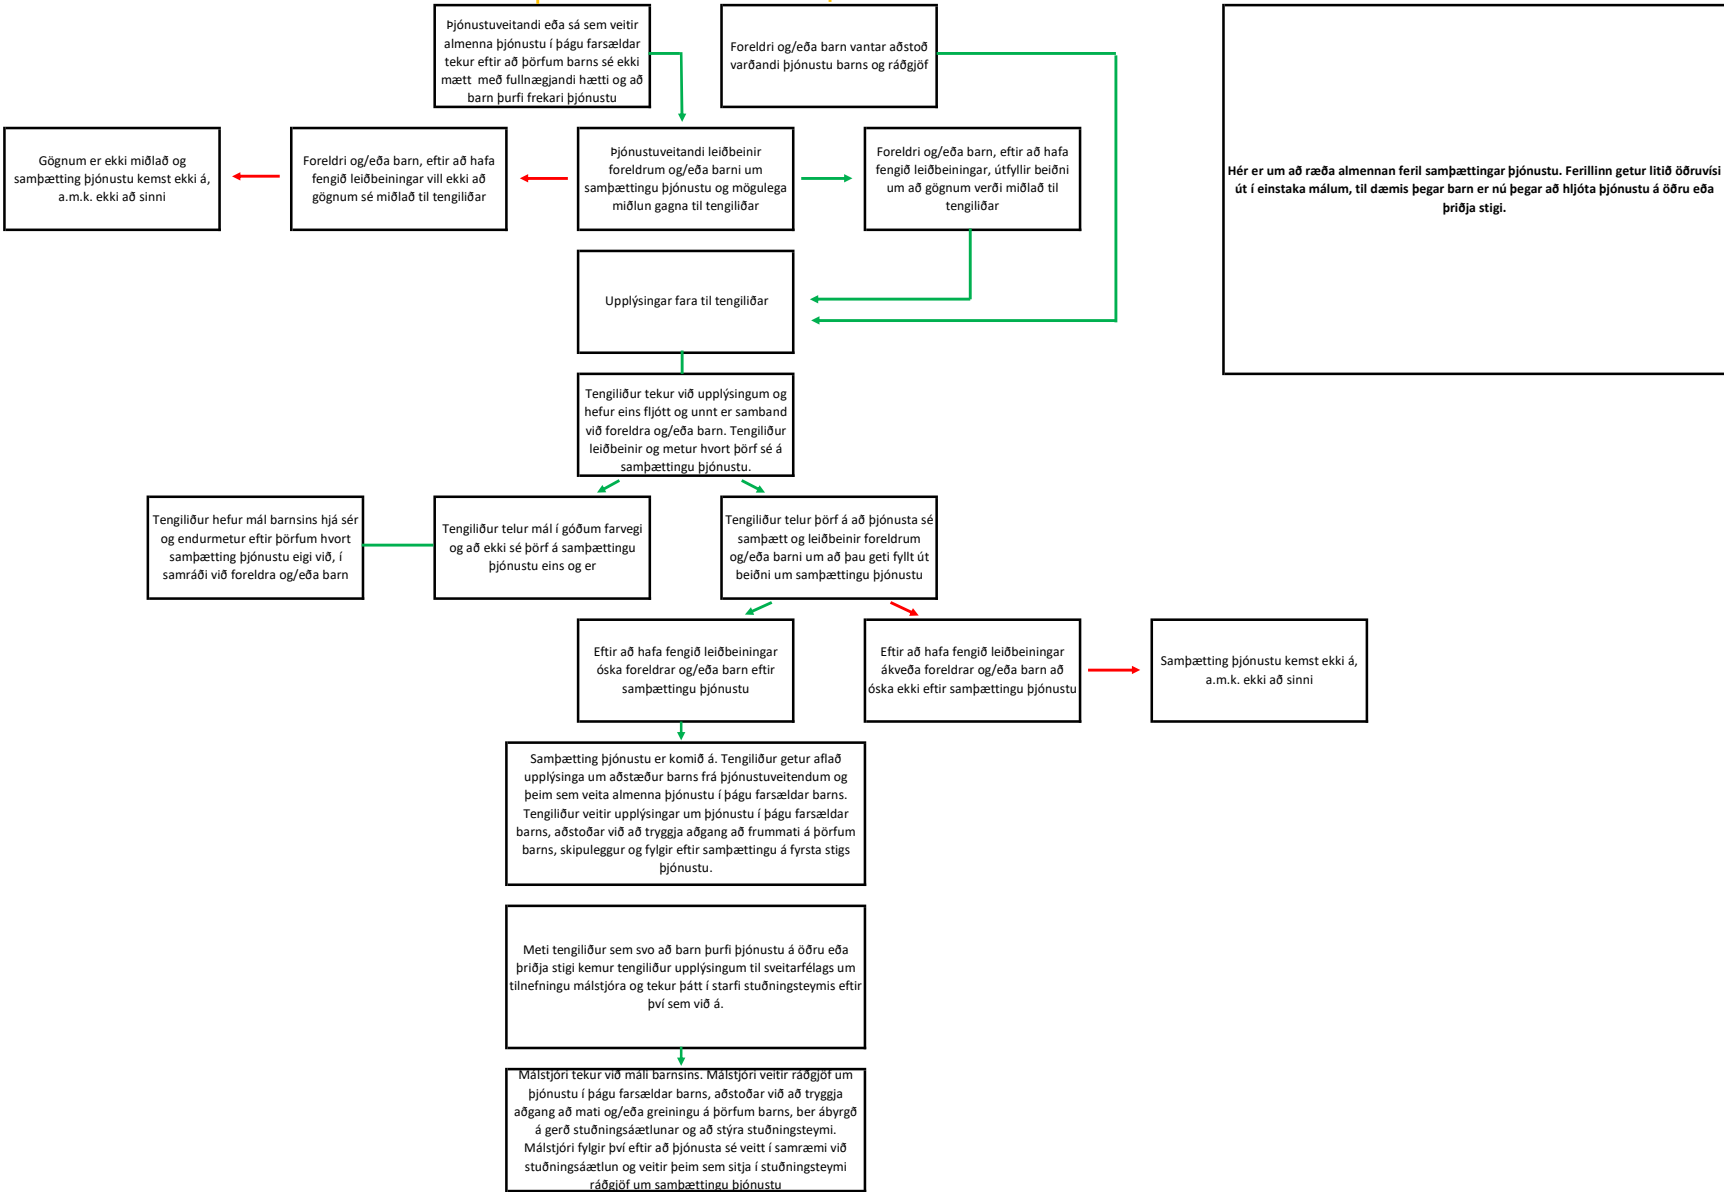 Þjónustuveitandi eða sá sem veitir
almenna þjónustu í þágu farsældar
tekur eftir að þörfum barns sé ekki
mætt með fullnægjandi hætti og að
barn þurfi frekari þjónustu
Foreldri og/eða barn vantar aðstoð
varðandi þjónustu barns og ráðgjöf
Hér er um að ræða almennan feril samþættingar þjónustu. Ferillinn getur litið öðruvísi
út í einstaka málum, til dæmis þegar barn er nú þegar að hljóta þjónustu á öðru eða
þriðja stigi.
Gögnum er ekki miðlað og
samþætting þjónustu kemst ekki á,
a.m.k. ekki að sinni
Foreldri og/eða barn, eftir að hafa
fengið leiðbeiningar vill ekki að
gögnum sé miðlað til tengiliðar
Þjónustuveitandi leiðbeinir
foreldrum og/eða barni um
samþættingu þjónustu og mögulega
miðlun gagna til tengiliðar
Foreldri og/eða barn, eftir að hafa
fengið leiðbeiningar, útfyllir beiðni
um að gögnum verði miðlað til
tengiliðar
Upplýsingar fara til tengiliðar
Tengiliður tekur við upplýsingum og
hefur eins fljótt og unnt er samband
við foreldra og/eða barn. Tengiliður
leiðbeinir og metur hvort þörf sé á
samþættingu þjónustu.
Tengiliður hefur mál barnsins hjá sér
og endurmetur eftir þörfum hvort
samþætting þjónustu eigi við, í
samráði við foreldra og/eða barn
Tengiliður telur mál í góðum farvegi
og að ekki sé þörf á samþættingu
þjónustu eins og er
Tengiliður telur þörf á að þjónusta sé
samþætt og leiðbeinir foreldrum
og/eða barni um að þau geti fyllt út
beiðni um samþættingu þjónustu
Eftir að hafa fengið leiðbeiningar
óska foreldrar og/eða barn eftir
samþættingu þjónustu
Eftir að hafa fengið leiðbeiningar
ákveða foreldrar og/eða barn að
óska ekki eftir samþættingu þjónustu
Samþætting þjónustu kemst ekki á,
a.m.k. ekki að sinni
Samþætting þjónustu er komið á. Tengiliður getur aflað
upplýsinga um aðstæður barns frá þjónustuveitendum og
þeim sem veita almenna þjónustu í þágu farsældar barns.
Tengiliður veitir upplýsingar um þjónustu í þágu farsældar
barns, aðstoðar við að tryggja aðgang að frummati á þörfum
barns, skipuleggur og fylgir eftir samþættingu á fyrsta stigs
þjónustu.
Meti tengiliður sem svo að barn þurfi þjónustu á öðru eða
þriðja stigi kemur tengiliður upplýsingum til sveitarfélags um
tilnefningu málstjóra og tekur þátt í starfi stuðningsteymis eftir
því sem við á.
Málstjóri tekur við máli barnsins. Málstjóri veitir ráðgjöf um
þjónustu í þágu farsældar barns, aðstoðar við að tryggja
aðgang að mati og/eða greiningu á þörfum barns, ber ábyrgð
á gerð stuðningsáætlunar og að stýra stuðningsteymi.
Málstjóri fylgir því eftir að þjónusta sé veitt í samræmi við
stuðningsáætlun og veitir þeim sem sitja í stuðningsteymi
ráðgjöf um samþættingu þjónustu